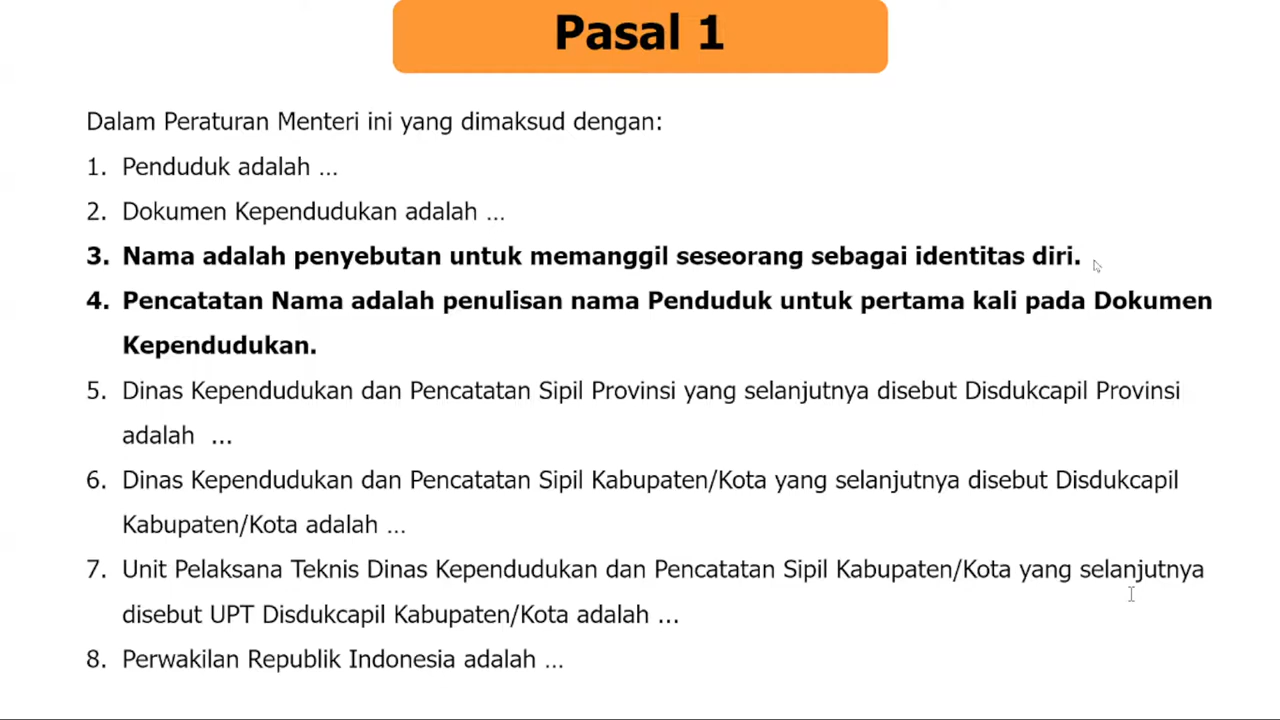 Pasal 1
Dalam Peraturan Menteri ini yang dimaksud dengan:
1. Penduduk adalah ...
2. Dokumen Kependudukan adalah ...
3. Nama adalah penyebutan untuk memanggil seseorang sebagai identitas diri.
4. Pencatatan Nama adalah penulisan nama Penduduk untuk pertama kali pada Dokumen
Kependudukan.
5. Dinas Kependudukan dan Pencatatan Sipil Provinsi yang selanjutnya disebut Disdukcapil Provinsi
adalah ...
6. Dinas Kependudukan dan Pencatatan Sipil Kabupaten/Kota yang selanjutnya disebut Disdukcapil
Kabupaten/Kota adalah ...
7. Unit Pelaksana Teknis Dinas Kependudukan dan Pencatatan Sipil Kabupaten/Kota yang selanjutnya
disebut UPT Disdukcapil Kabupaten/Kota adalah ...
8. Perwakilan Republik Indonesia adalah ...